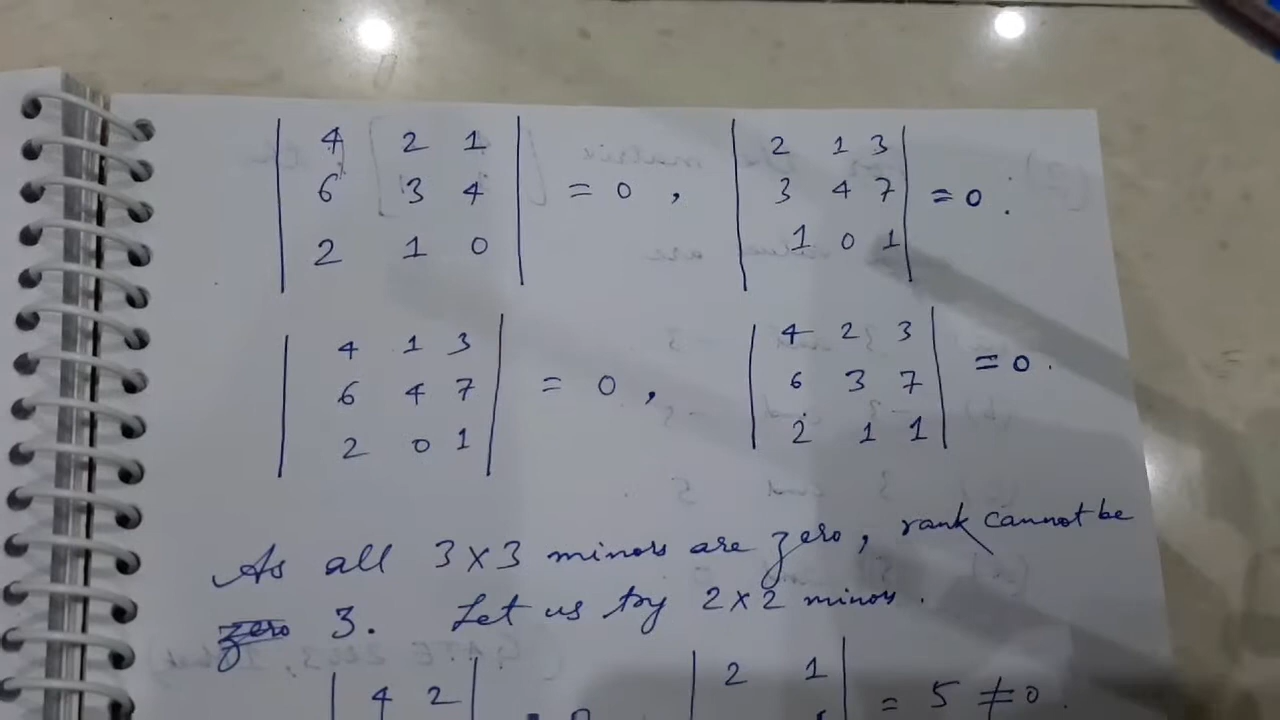 4 2 1 2 1 3
6 3 4 = 0 , 3 4 7 = 0 .
2 1 0 1 0 1
4 1 3 4 2 3
6 4 7 = 0 , 6 3 7 = 0 .
2 0 1 2 1 1
As all 3×3 minors are zero, rank cannot be
zero 3. Let us try 2×2 minors.
4 2 2 1 = 5 ≠ 0